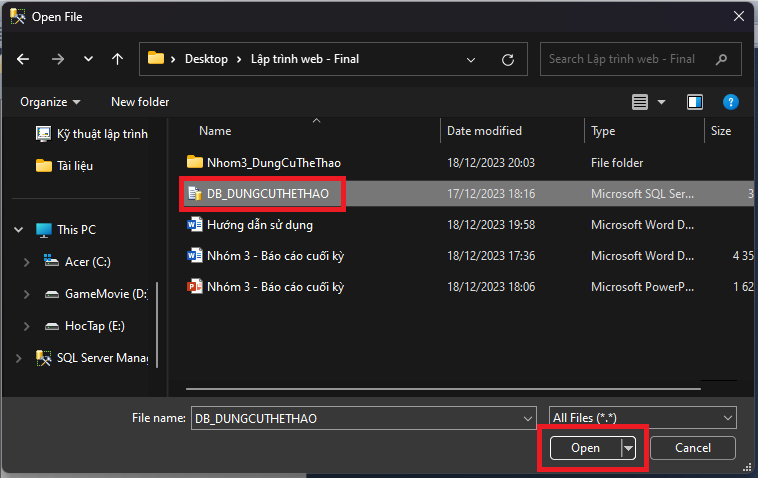 Open File
Desktop
Lập trình web - Final
Search Lập trình web - Final
Organize
New folder
?
Name
Date modified
Type
Size
Kỹ thuật lập trình
Tài liệu
This PC
Acer (C:)
GameMovie (D:
HocTap (E:)
SQL Server Manag
Nhom3_DungCuTheThao 18/12/2023 20:03 File folder
DB_DUNGCUTHETHAO 17/12/2023 18:16 Microsoft SQL Ser... 3
Hướng dẫn sử dụng 18/12/2023 19:58 Microsoft Word D...
Nhóm 3 - Báo cáo cuối kỳ 18/12/2023 17:36 Microsoft Word D... 4 35
Nhóm 3 - Báo cáo cuối kỳ 18/12/2023 18:06 Microsoft PowerP... 1 62
File name: DB_DUNGCUTHETHAO All Files (*.*)
Open Cancel